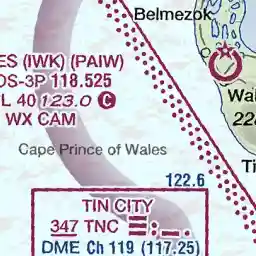 Belmezok
ES (IWK) (PAIW)
OS-3P 118.525
L 40 123.0 C
WX CAM
Wal
22
Cape Prince of Wales
122.6
Ti
TIN CITY
347 TNC
DME Ch 119 (117.25)